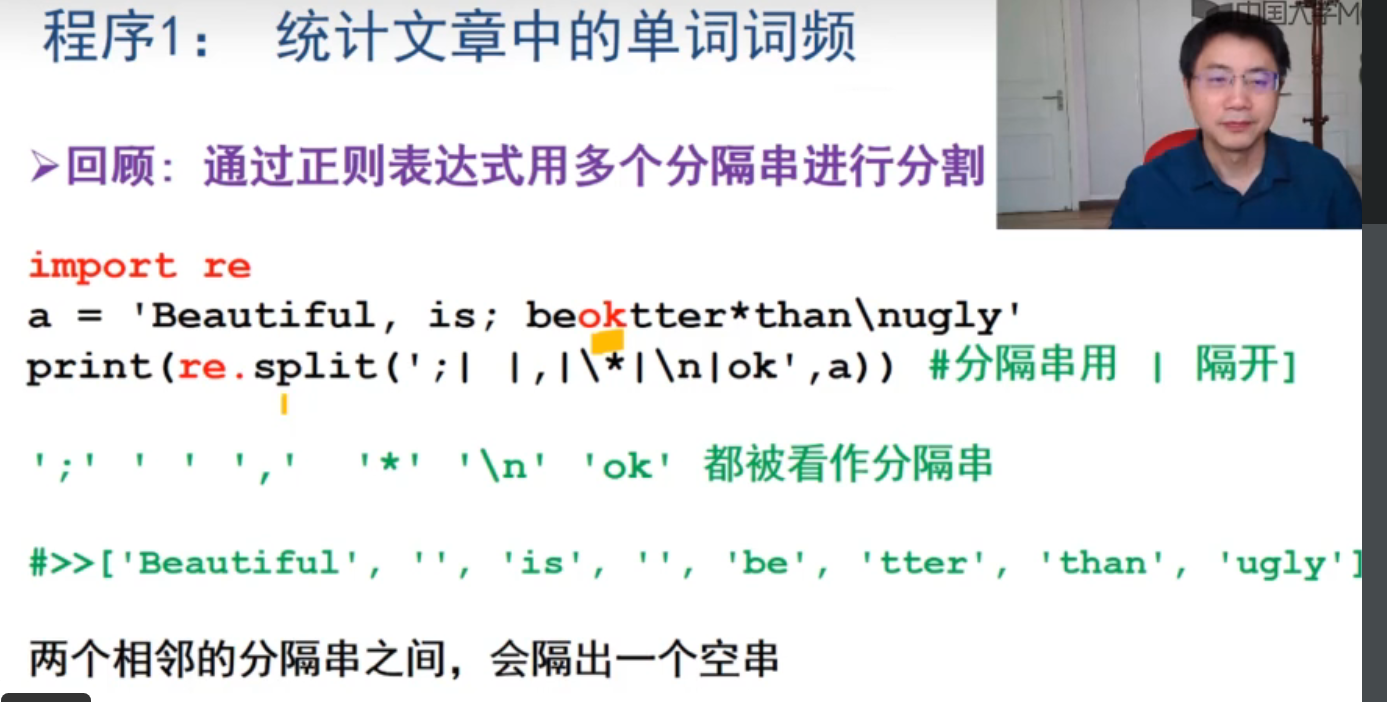 中国大学M
程序1： 统计文章中的单词词频
➢回顾：通过正则表达式用多个分隔串进行分割
import re
a = 'Beautiful, is; beoktter*than\nugly'
print(re.split(';| |,|\*|\n|ok',a)) #分隔串用 | 隔开]
';' ' ' ',' '*' '\n' 'ok' 都被看作分隔串
#>>['Beautiful', '', 'is', '', 'be', 'tter', 'than', 'ugly']
两个相邻的分隔串之间，会隔出一个空串